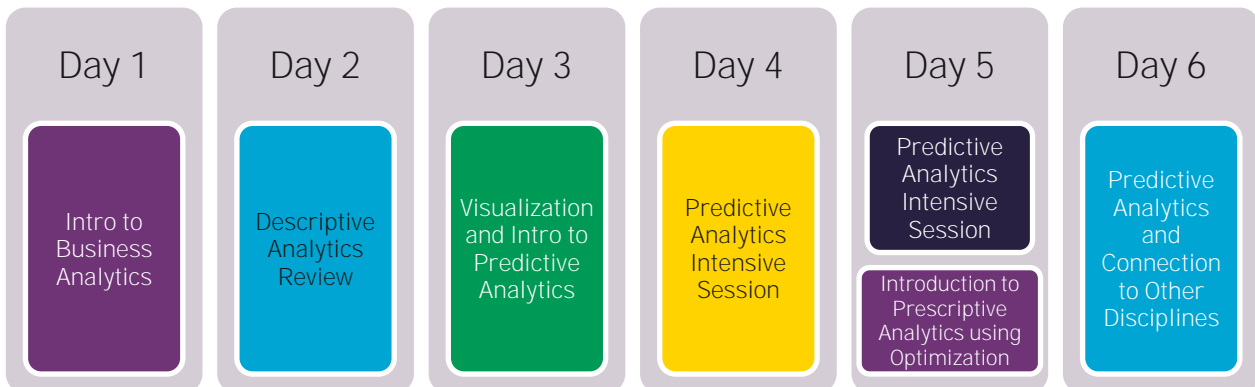 Day 1
Intro to
Business
Analytics
Day 2
Descriptive
Analytics
Review
Day 3
Visualization
and Intro to
Predictive
Analytics
Day 4
Predictive
Analytics
Intensive
Session
Day 5
Predictive
Analytics
Intensive
Session
Introduction to
Prescriptive
Analytics using
Optimization
Day 6
Predictive
Analytics
and
Connection
to Other
Disciplines